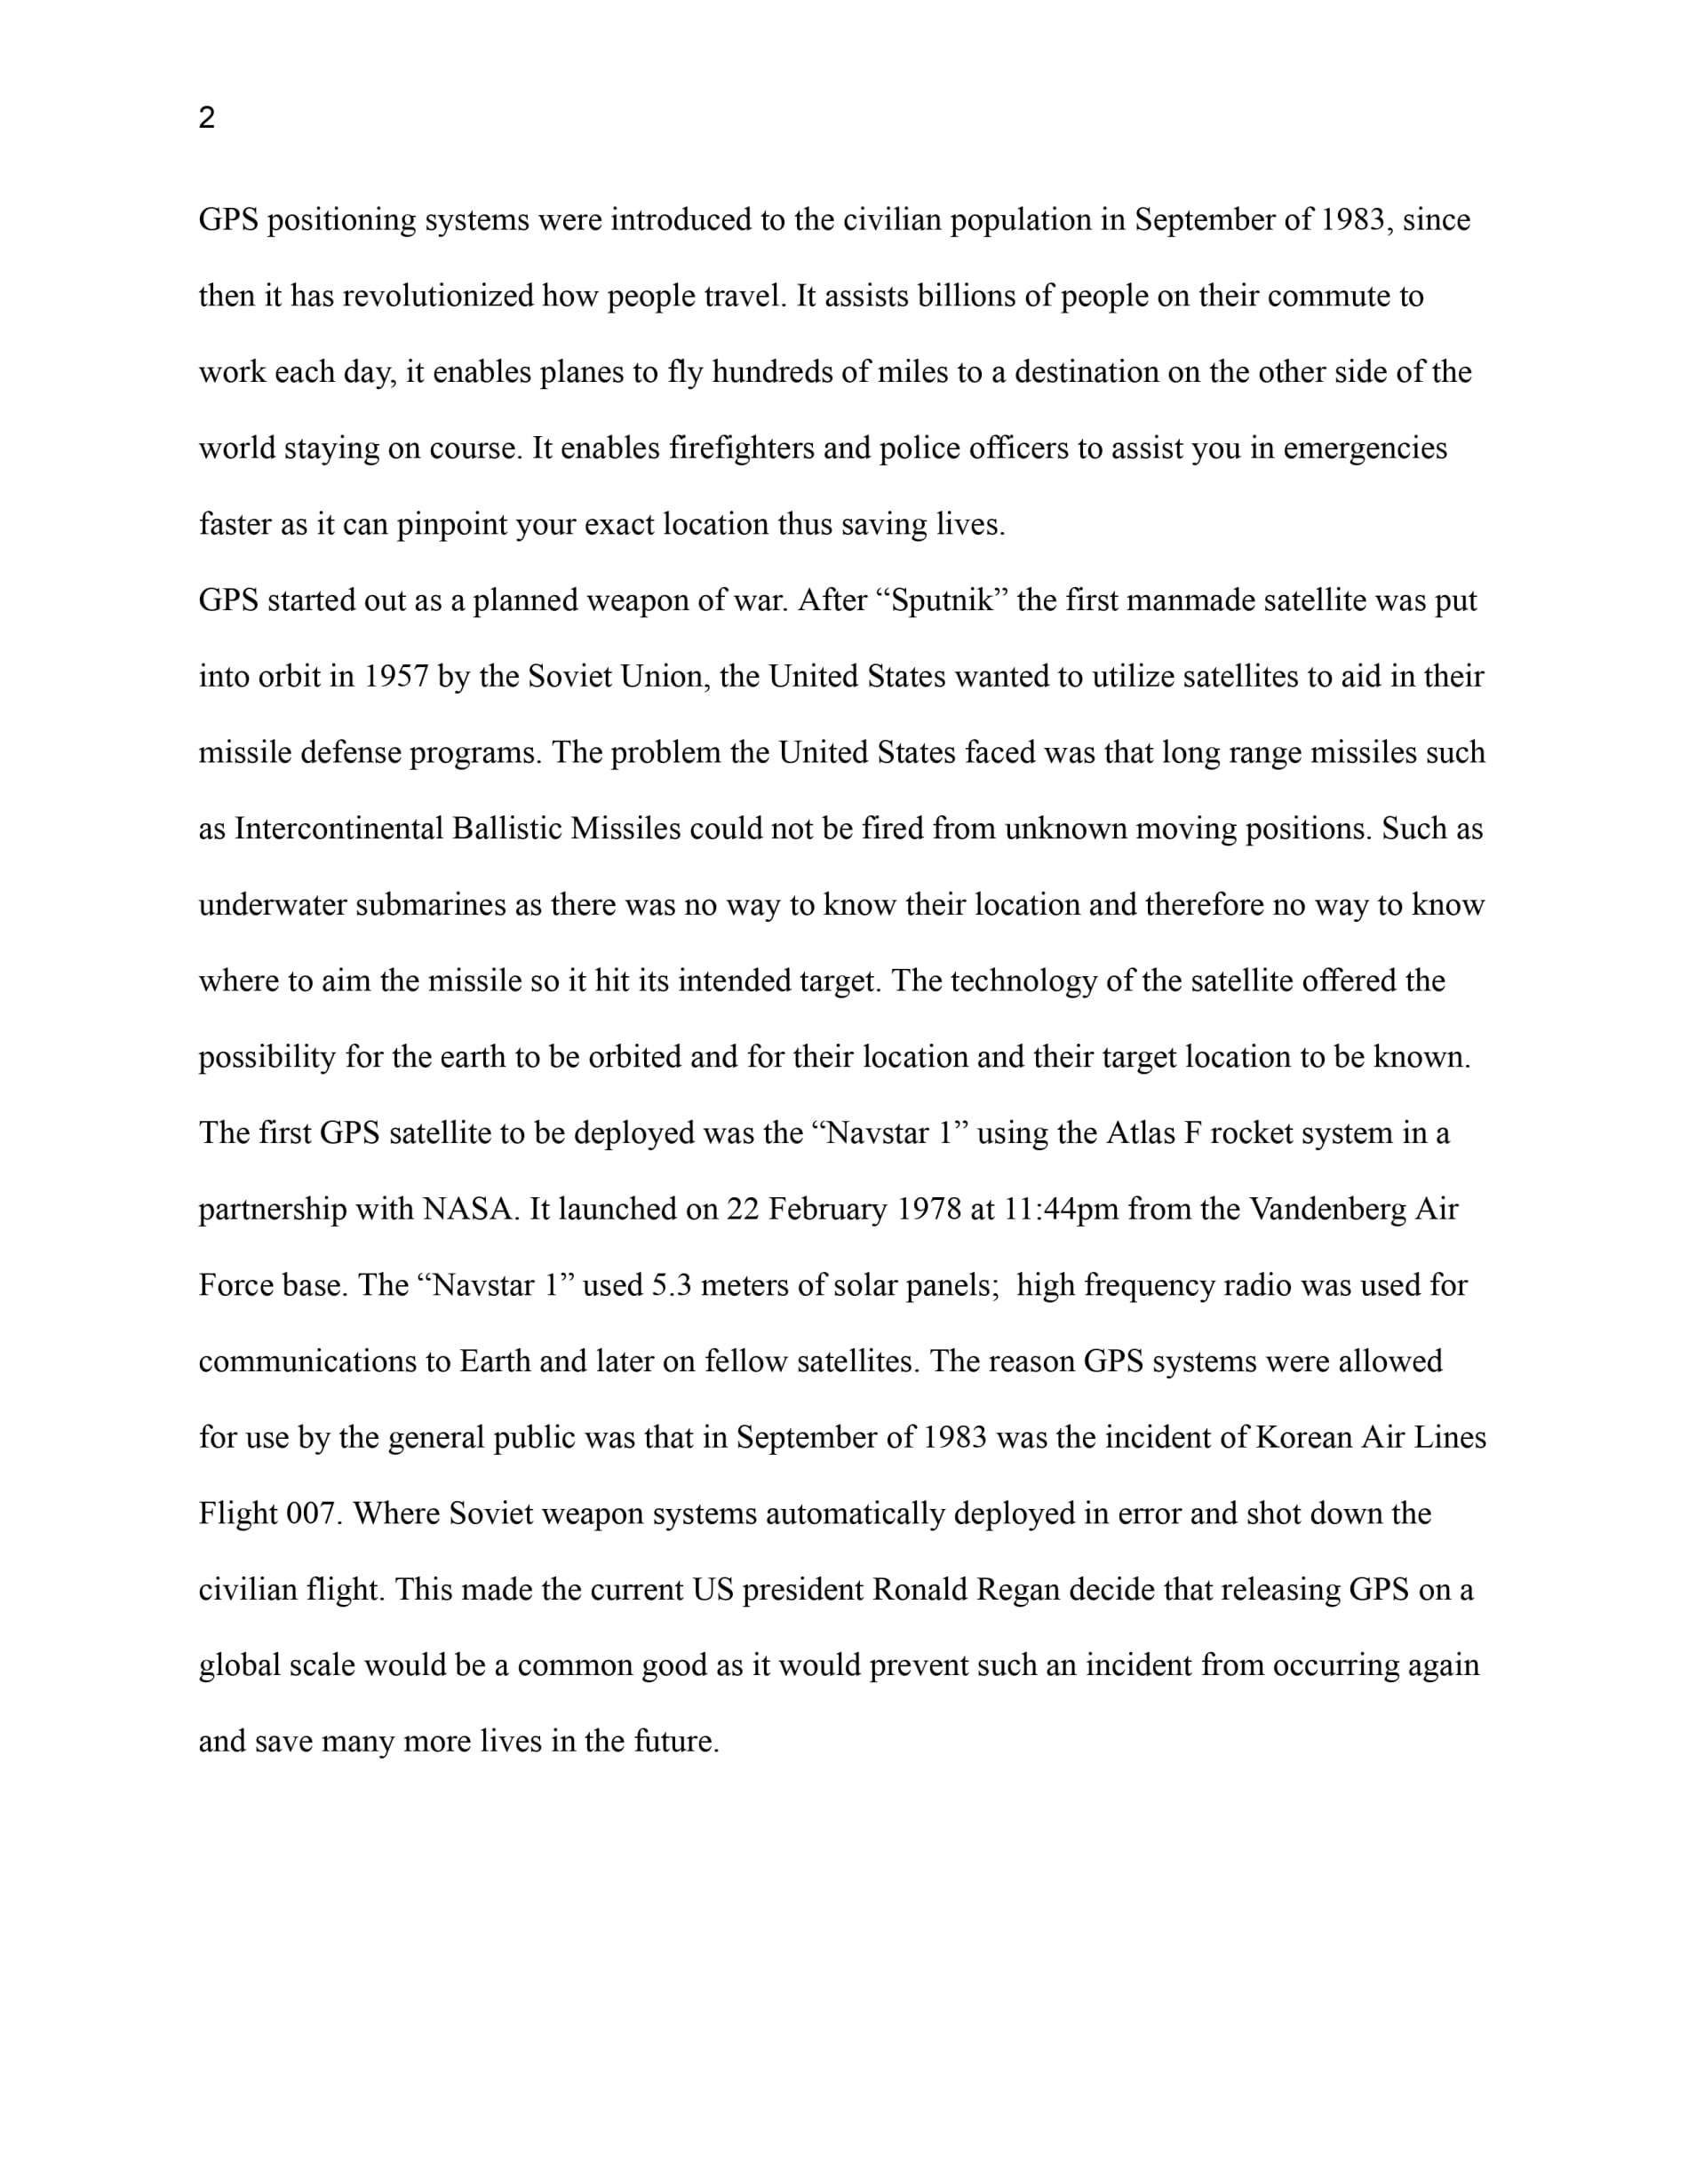 2
GPS positioning systems were introduced to the civilian population in September of 1983, since
then it has revolutionized how people travel. It assists billions of people on their commute to
work each day, it enables planes to fly hundreds of miles to a destination on the other side of the
world staying on course. It enables firefighters and police officers to assist you in emergencies
faster as it can pinpoint your exact location thus saving lives.
GPS started out as a planned weapon of war. After “Sputnik” the first manmade satellite was put
into orbit in 1957 by the Soviet Union, the United States wanted to utilize satellites to aid in their
missile defense programs. The problem the United States faced was that long range missiles such
as Intercontinental Ballistic Missiles could not be fired from unknown moving positions. Such as
underwater submarines as there was no way to know their location and therefore no way to know
where to aim the missile so it hit its intended target. The technology of the satellite offered the
possibility for the earth to be orbited and for their location and their target location to be known.
The first GPS satellite to be deployed was the “Navstar 1” using the Atlas F rocket system in a
partnership with NASA. It launched on 22 February 1978 at 11:44pm from the Vandenberg Air
Force base. The “Navstar 1” used 5.3 meters of solar panels;  high frequency radio was used for
communications to Earth and later on fellow satellites. The reason GPS systems were allowed
for use by the general public was that in September of 1983 was the incident of Korean Air Lines
Flight 007. Where Soviet weapon systems automatically deployed in error and shot down the
civilian flight. This made the current US president Ronald Regan decide that releasing GPS on a
global scale would be a common good as it would prevent such an incident from occurring again
and save many more lives in the future.